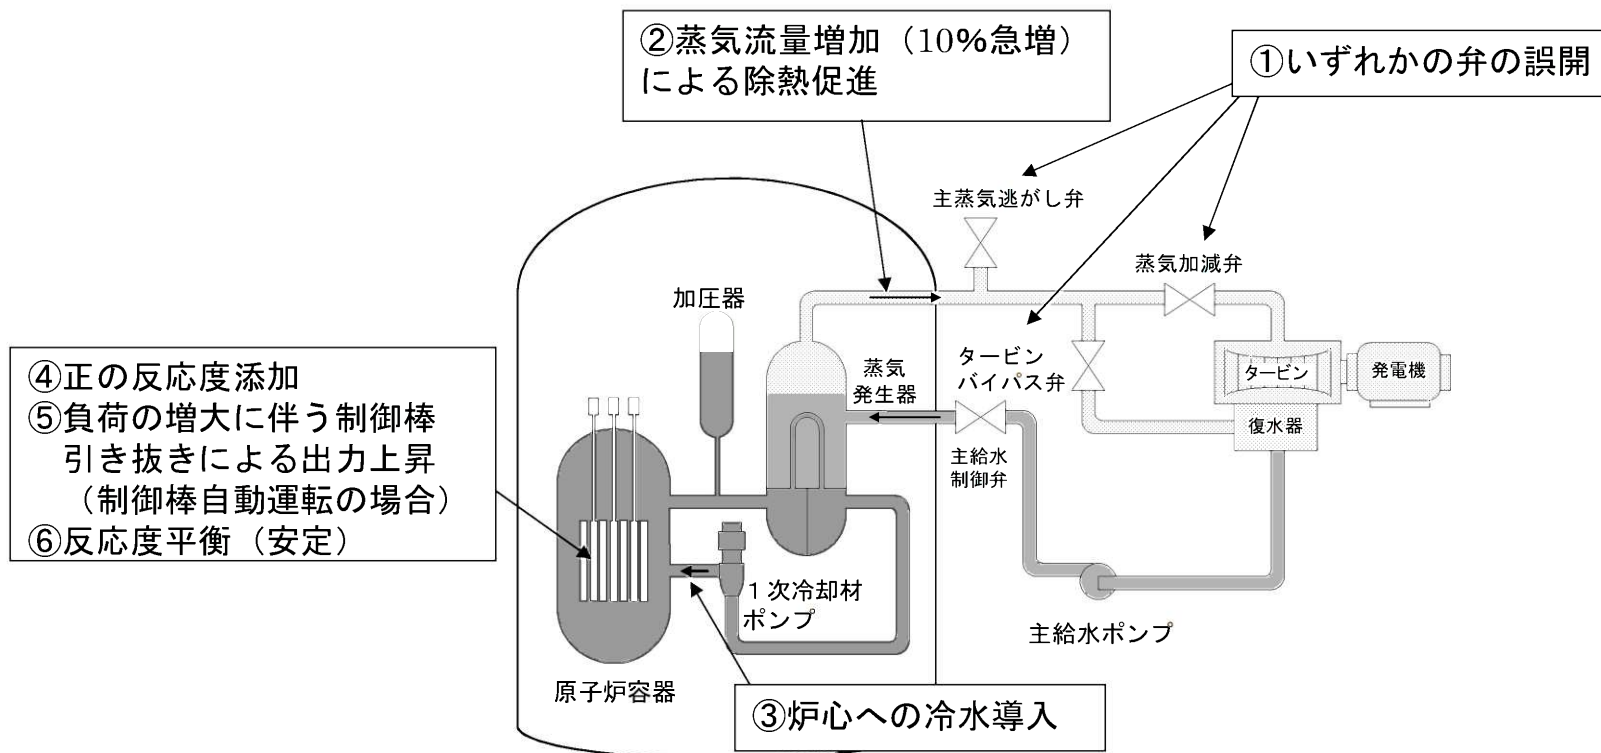 ②蒸気流量増加（10%急増）
による除熱促進
①いずれかの弁の誤開
主蒸気逃がし弁
蒸気加減弁
加圧器
タービン
バイパス弁
蒸気
発生器
タービン
発電機
復水器
主給水
制御弁
④正の反応度添加
⑤負荷の増大に伴う制御棒
引き抜きによる出力上昇
（制御棒自動運転の場合）
⑥反応度平衡（安定）
１次冷却材
ポンプ
主給水ポンプ
原子炉容器
③炉心への冷水導入